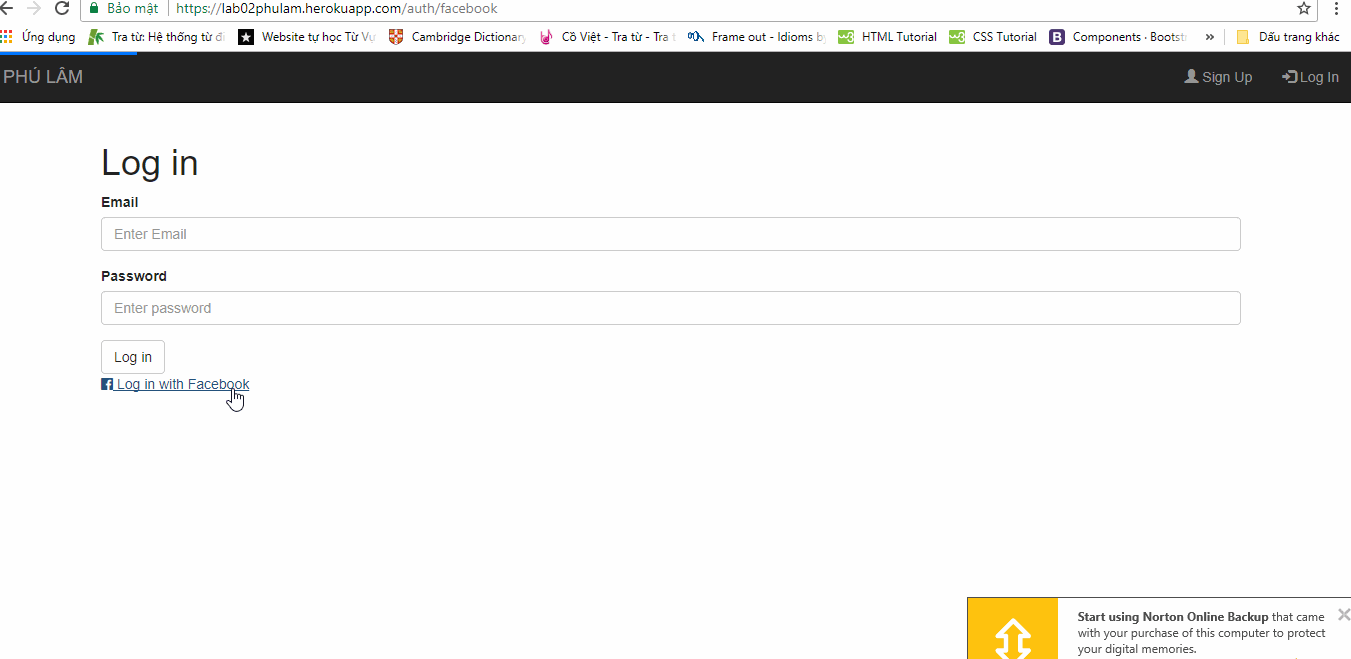 Bảo mật https://lab02phulam.herokuapp.com/auth/facebook
Ứng dụng Tra từ: Hệ thống từ đi Website tự học Từ Vự Cambridge Dictionary Cồ Việt - Tra từ - Tra t Frame out - Idioms by HTML Tutorial CSS Tutorial Components · Bootst » Dấu trang khác
PHÚ LÂM Sign Up Log In
Log in
Email
Enter Email
Password
Enter password
Log in
Log in with Facebook
Start using Norton Online Backup that came
with your purchase of this computer to protect
your digital memories.